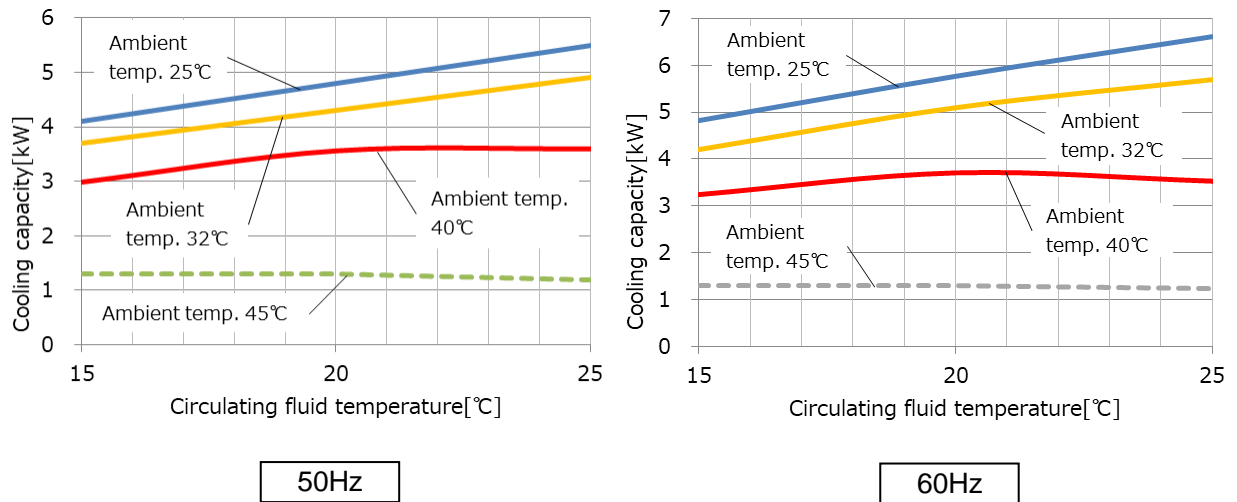 6
5
4
3
2
1
0
Cooling capacity[kW]
Ambient
temp. 25℃
Ambient
temp. 32℃
Ambient temp.
40℃
Ambient temp. 45℃
15
20
25
Circulating fluid temperature[℃]
50Hz
7
6
5
4
3
2
1
0
Cooling capacity[kW]
Ambient
temp. 25℃
Ambient
temp. 32℃
Ambient
temp. 40℃
Ambient
temp. 45℃
15
20
25
Circulating fluid temperature[℃]
60Hz